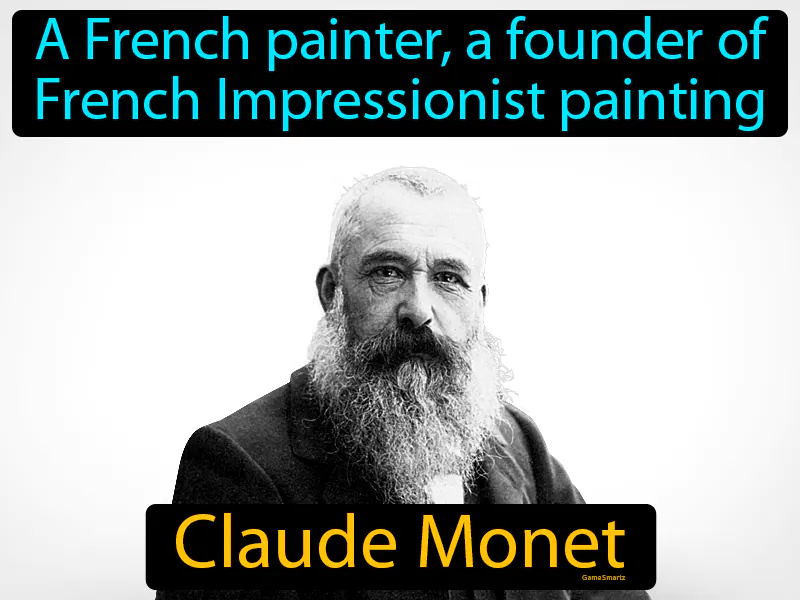 A French painter, a founder of
French Impressionist painting
Claude Monet
GameSmartz